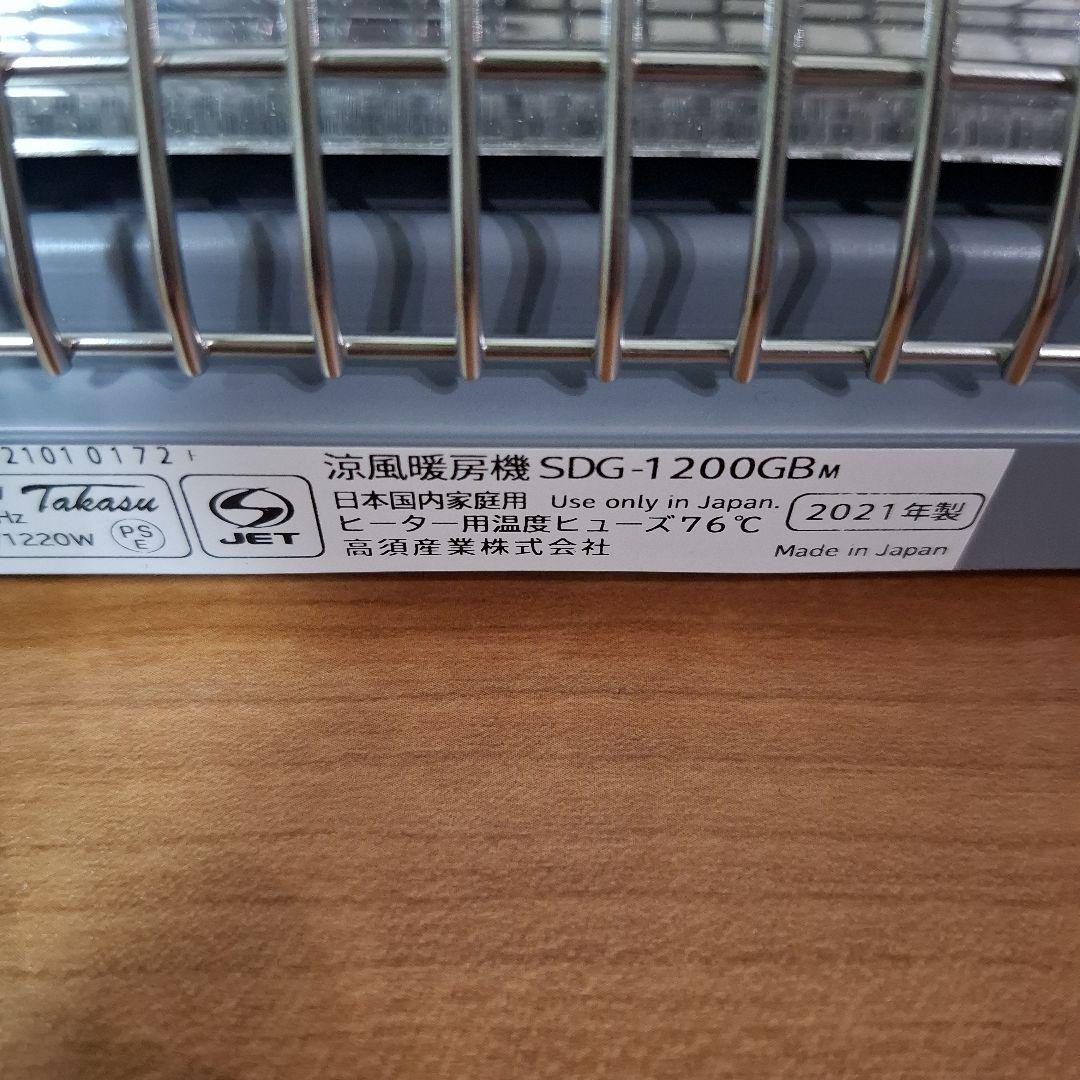 21010172
涼風暖房機 SDG-1200GBM
Takasu
JET
日本国内家庭用 Use only in Japan.
Hz
ヒーター用温度ヒューズ76℃
2021年製
1220W
PS
E
高須産業株式会社
Made in Japan